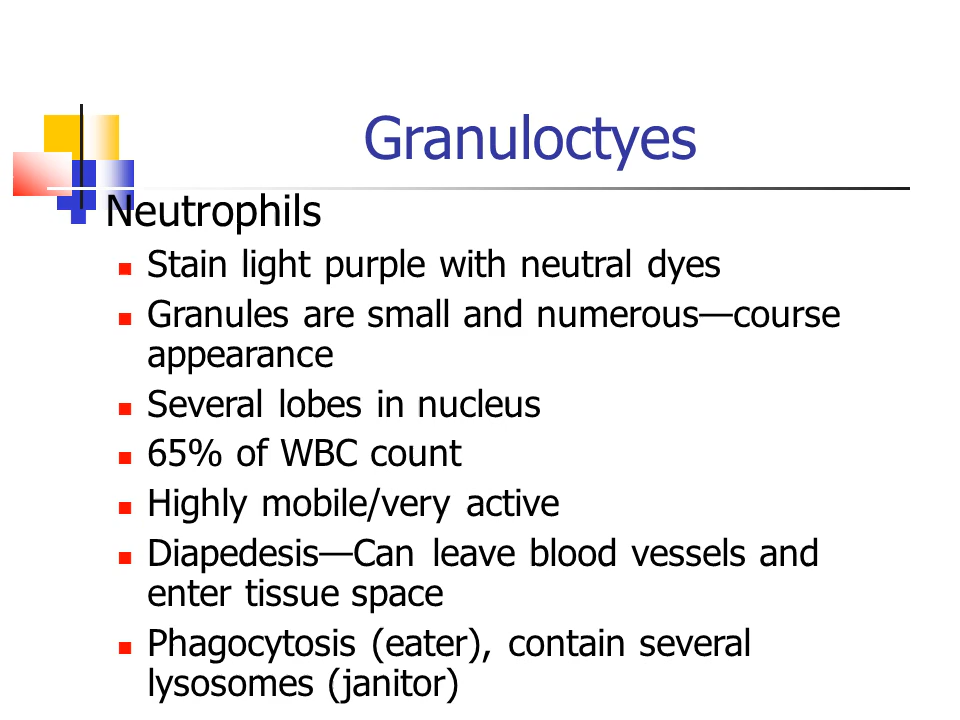 Granuloctyes
Neutrophils
Stain light purple with neutral dyes
Granules are small and numerous—course
appearance
Several lobes in nucleus
65% of WBC count
Highly mobile/very active
Diapedesis—Can leave blood vessels and
enter tissue space
Phagocytosis (eater), contain several
lysosomes (janitor)